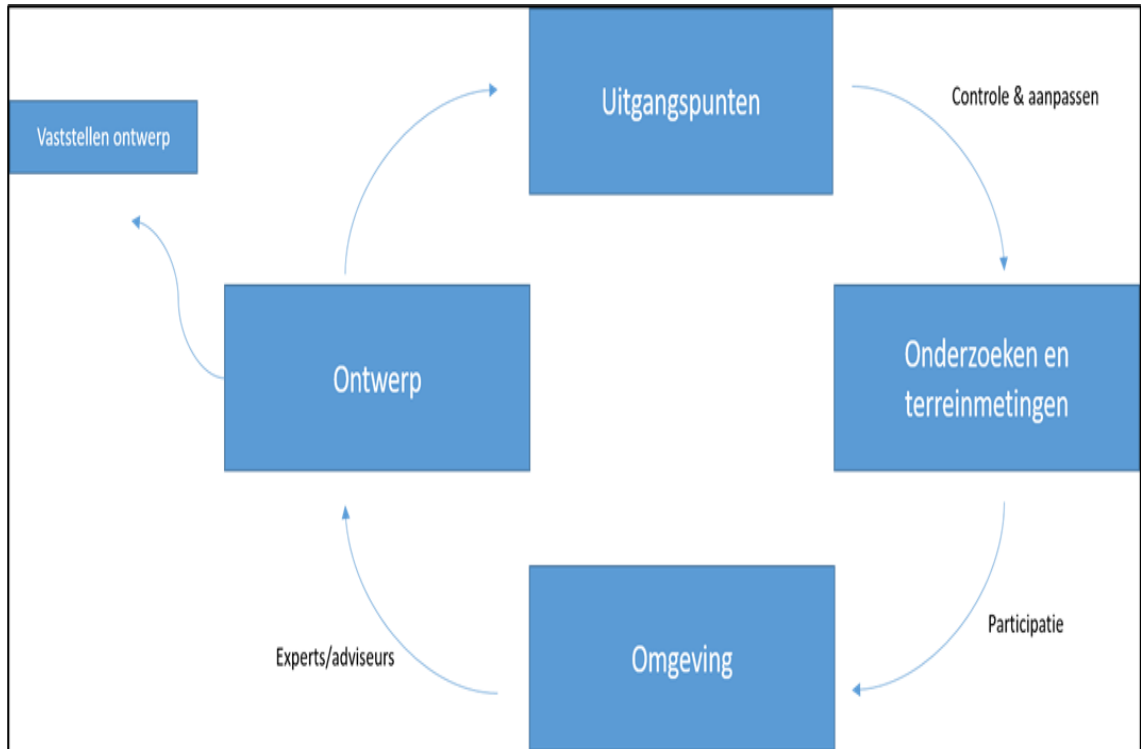 Uitgangspunten
Controle & aanpassen
Vaststellen ontwerp
Ontwerp
Onderzoeken en
terreinmetingen
Experts/adviseurs
Omgeving
Participatie